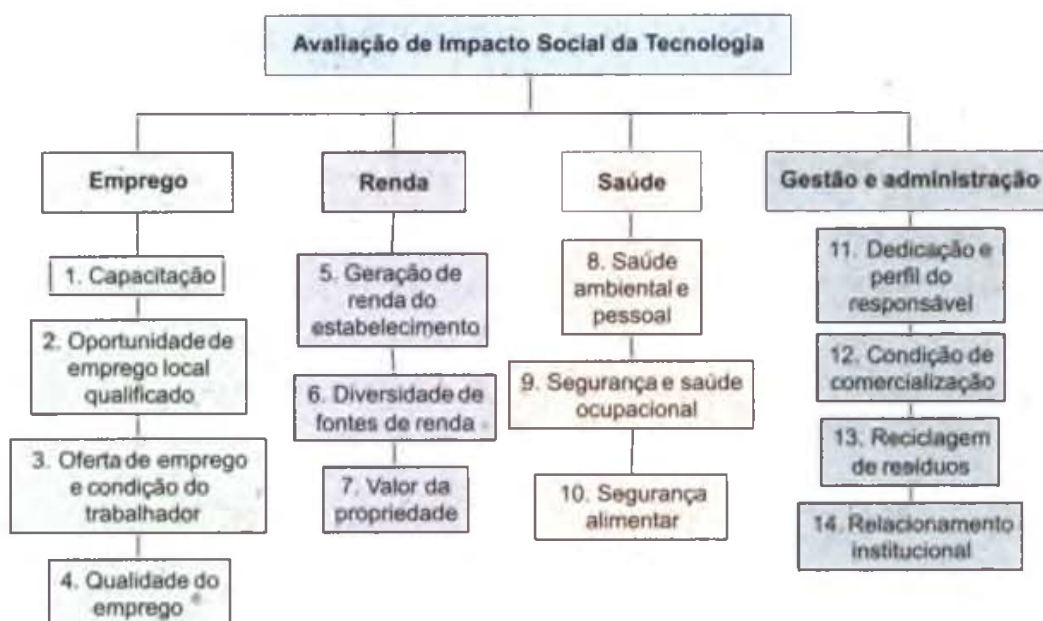 Avaliação de Impacto Social da Tecnologia
Emprego
1. Capacitação
2. Oportunidade de
emprego local
qualificado
3. Oferta de emprego
e condição do
trabalhador
4. Qualidade do
emprego
Renda
5. Geração de
renda do
estabelecimento
6. Diversidade de
fontes de renda
7. Valor da
propriedade
Saúde
8. Saúde
ambiental e
pessoal
9. Segurança e saúde
ocupacional
10. Segurança
alimentar
Gestão e administração
11. Dedicação e
perfil do
responsável
12. Condição de
comercialização
13. Reciclagem
de resíduos
14. Relacionamento
institucional